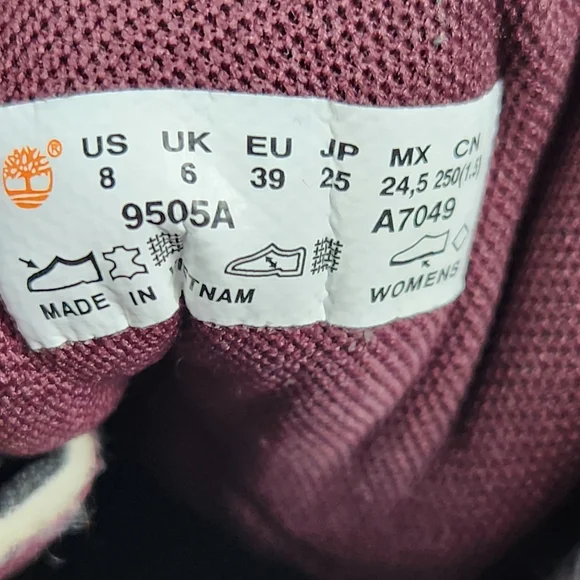 ® US UK EU JP MX CN
8 6 39 25 24,5 250(1.5)
9505A A7049
MADE IN VIETNAM WOMENS